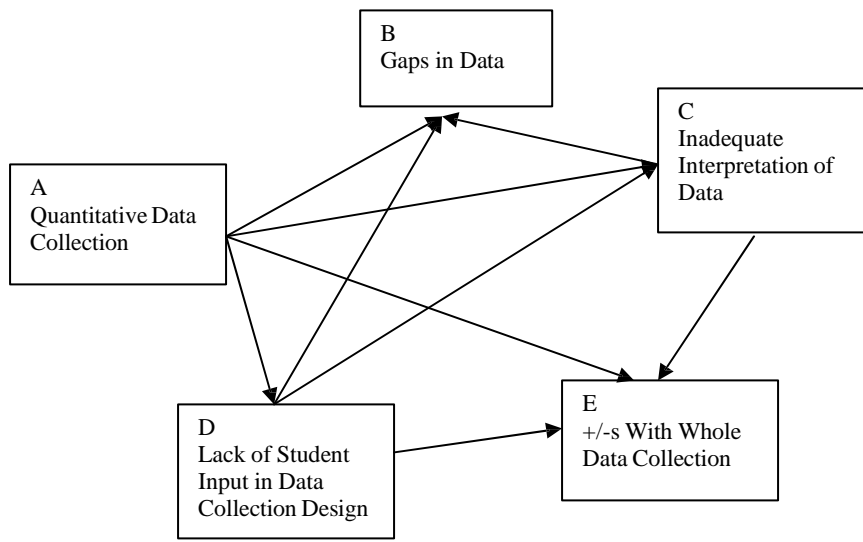 B
Gaps in Data
C
Inadequate
Interpretation of
Data
A
Quantitative Data
Collection
D
Lack of Student
Input in Data
Collection Design
E
+/-s With Whole
Data Collection